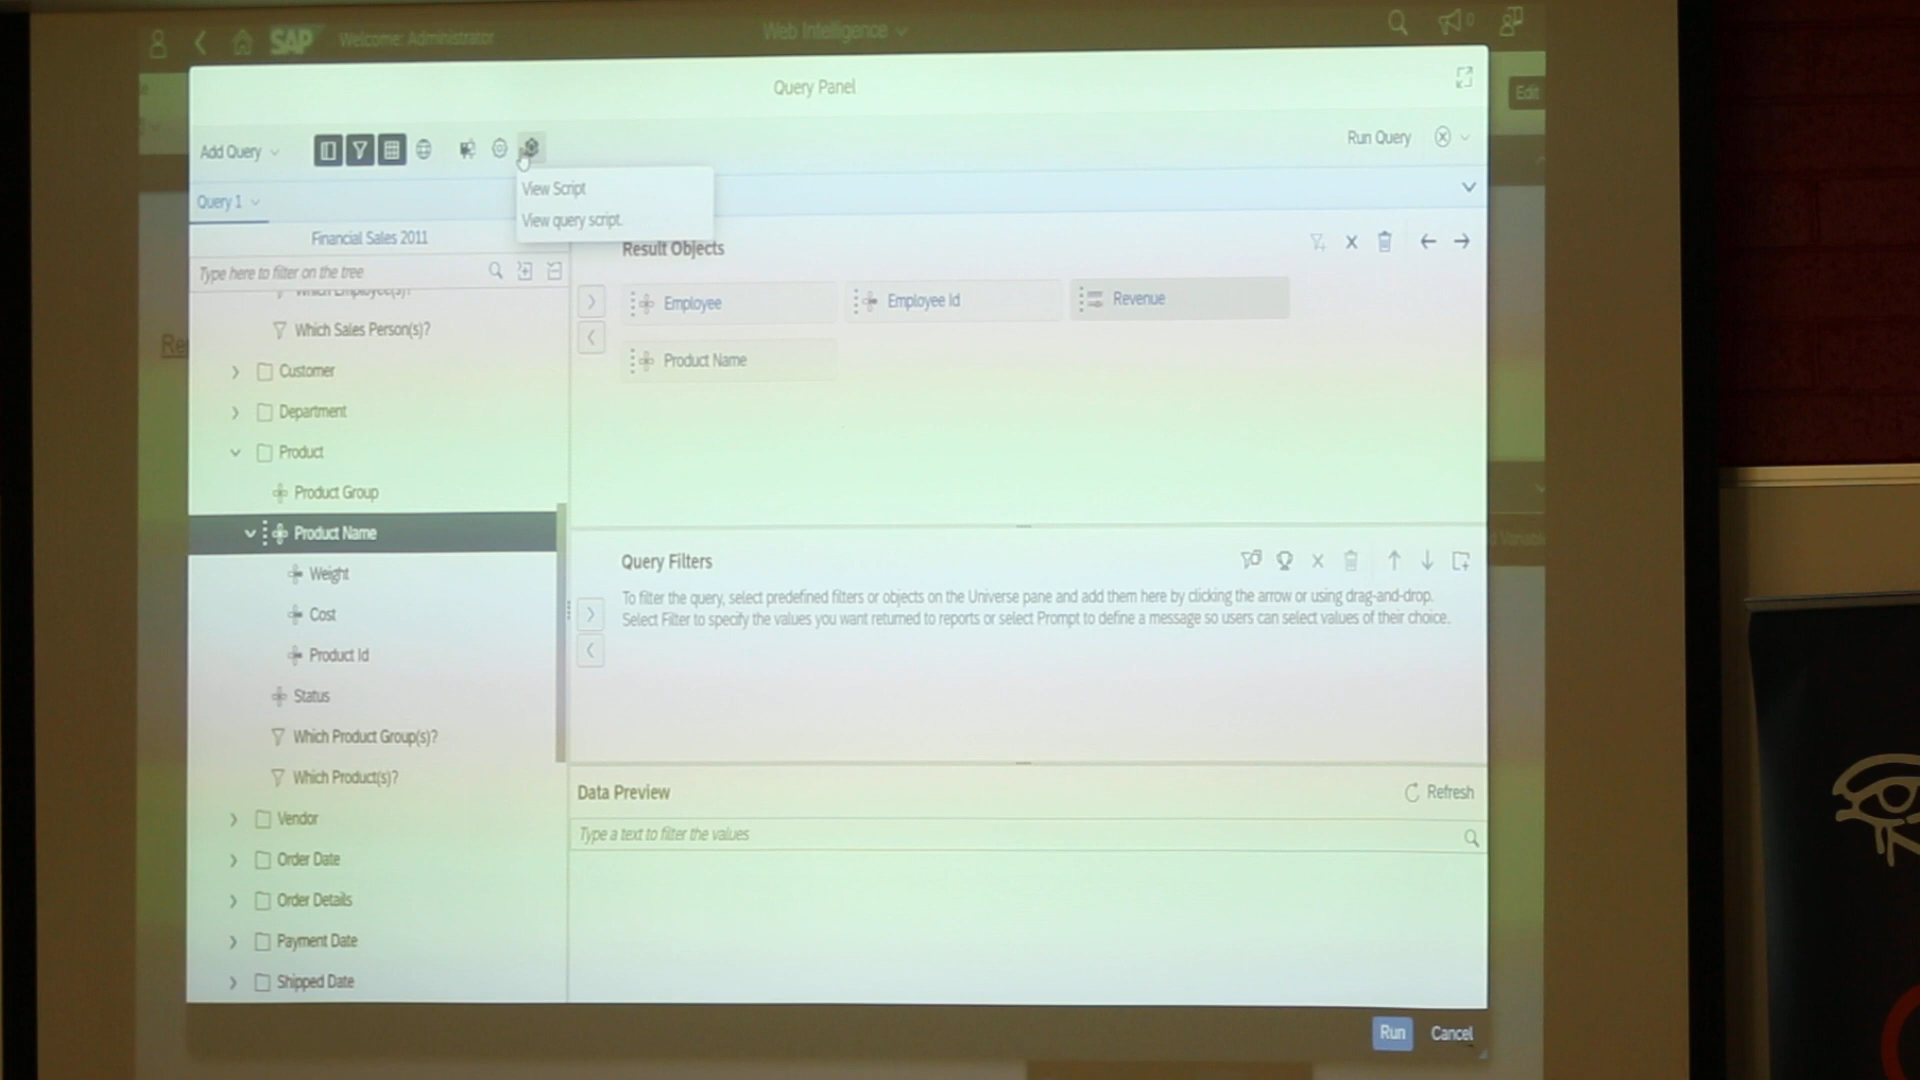 SAP
Welcome: Administrator
Web Intelligence
0
Edit
Query Panel
Add Query
Run Query
View Script
View query script.
Query 1
Financial Sales 2011
Type here to filter on the tree
Which Employee(s)?
Which Sales Person(s)?
Customer
Department
Product
Product Group
Product Name
Weight
Cost
Product Id
Status
Which Product Group(s)?
Which Product(s)?
Vendor
Order Date
Order Details
Payment Date
Shipped Date
Result Objects
Employee
Employee Id
Revenue
Product Name
Query Filters
To filter the query, select predefined filters or objects on the Universe pane and add them here by clicking the arrow or using drag-and-drop.
Select Filter to specify the values you want returned to reports or select Prompt to define a message so users can select values of their choice.
Data Preview
Refresh
Type a text to filter the values
Run
Cancel